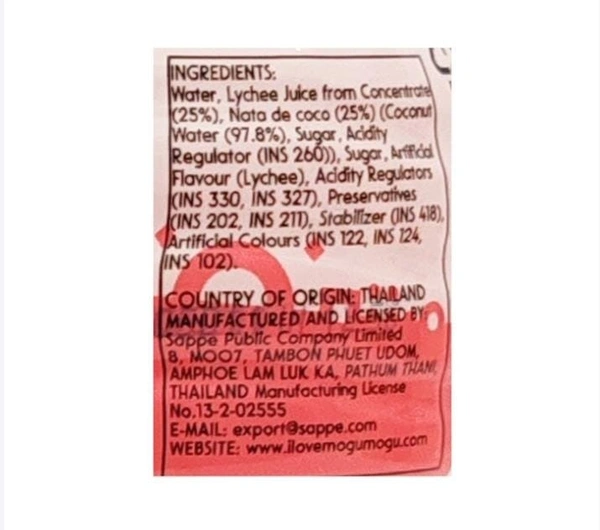 INGREDIENTS:
Water, Lychee Juice from Concentrate
(25%), Nata de coco (25%) (Coconut
Water (97.8%), Sugar, Acidity
Regulator (INS 260)), Sugar, Artificial
Flavour (Lychee), Acidity Regulators
(INS 330, INS 327), Preservatives
(INS 202, INS 211), Stabilizer (INS 418),
Artificial Colours (INS 122, INS 124,
INS 102).
COUNTRY OF ORIGIN: THAILAND
MANUFACTURED AND LICENSED BY:
Sappe Public Company Limited
8, MOO7, TAMBON PHUET UDOM,
AMPHOE LAM LUK KA, PATHUM THANI,
THAILAND Manufacturing License
No.13-2-02555
E-MAIL: export@sappe.com
WEBSITE: www.ilovemogumogu.com